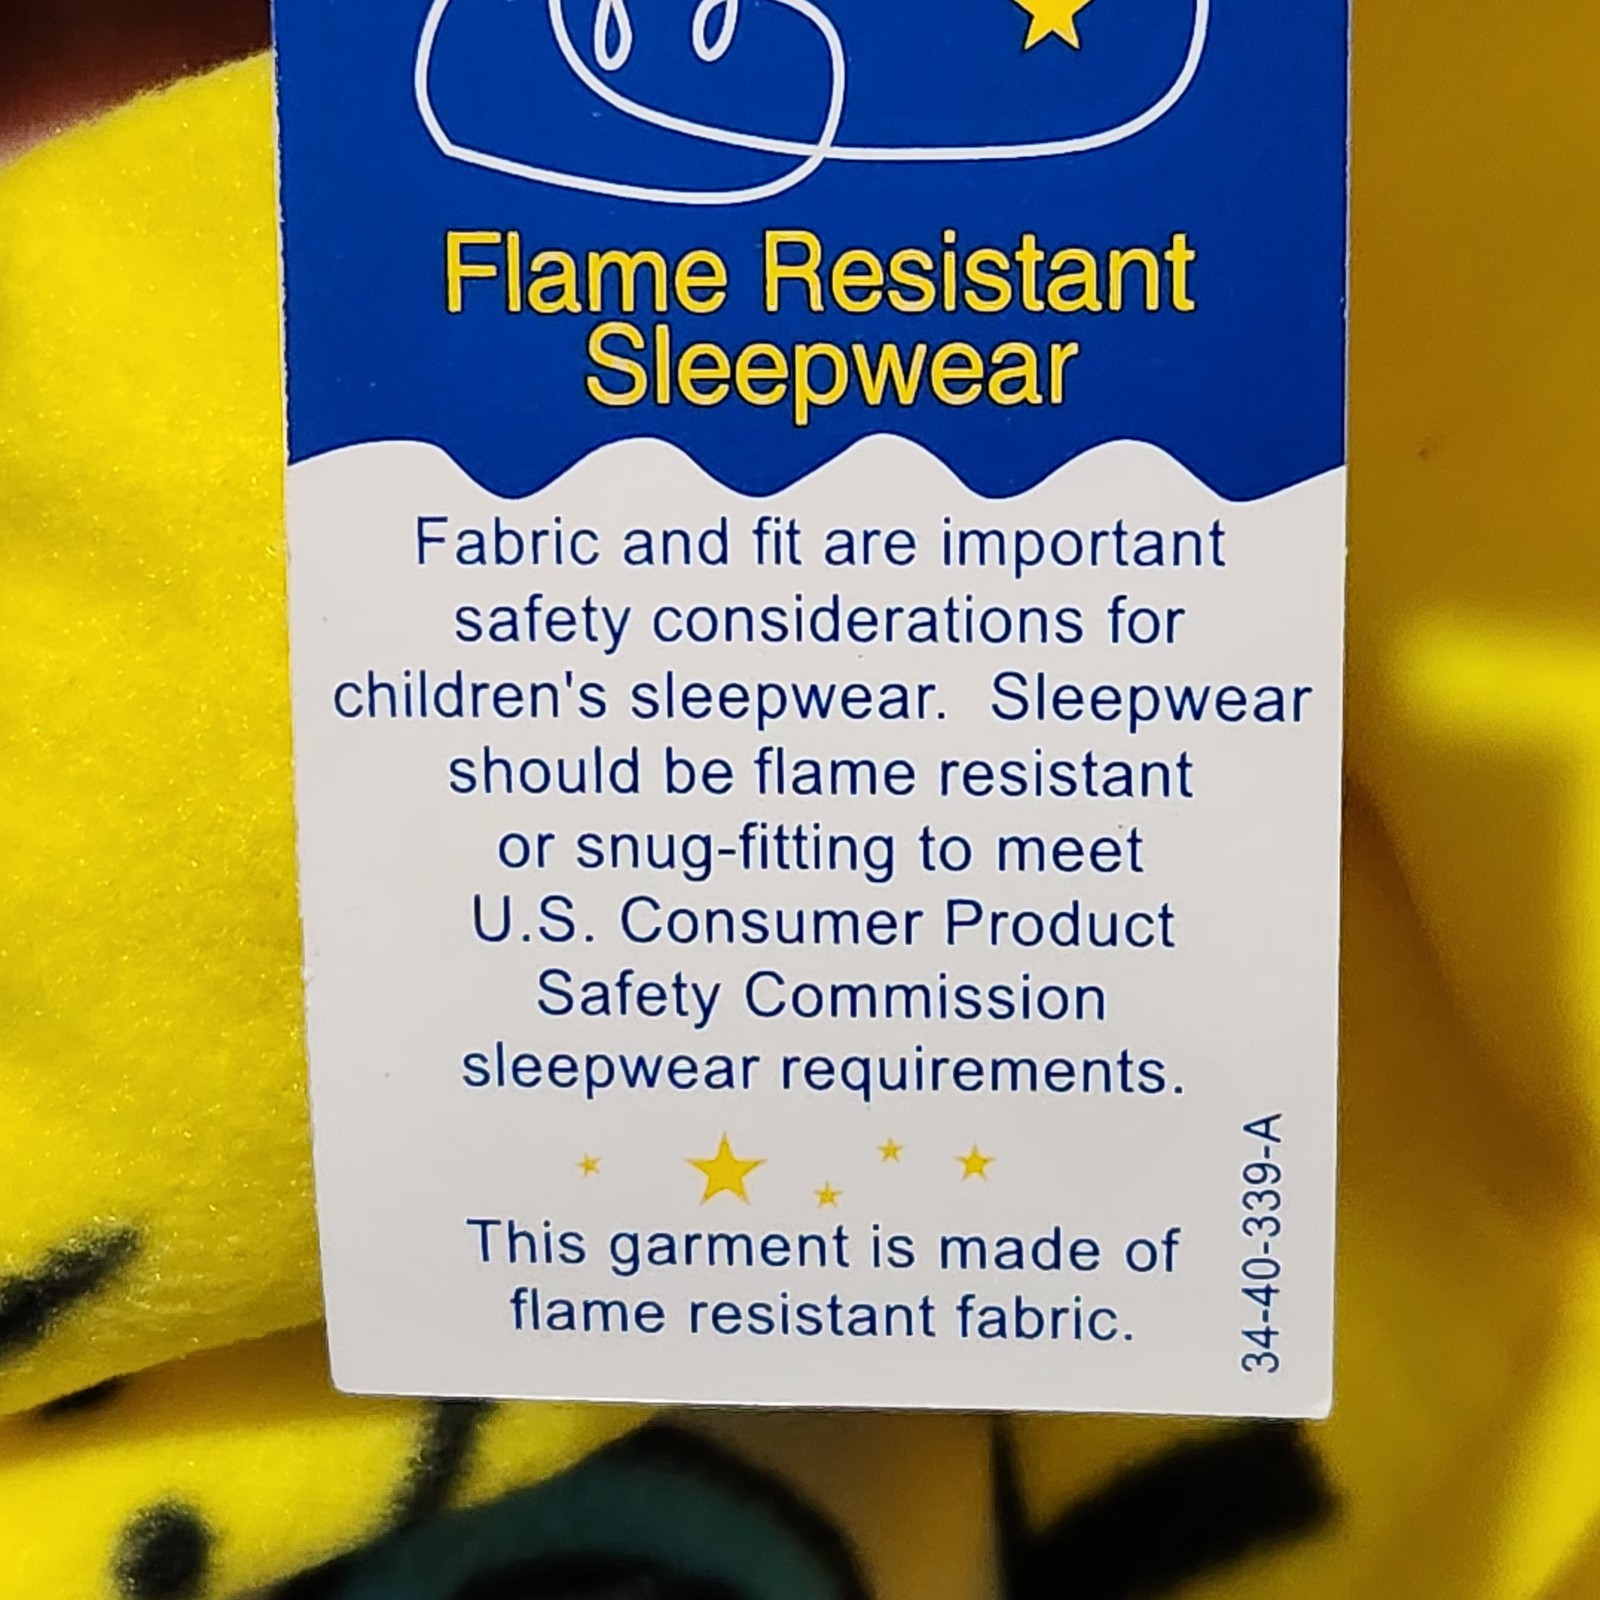 Flame Resistant
Sleepwear
Fabric and fit are important
safety considerations for
children's sleepwear.  Sleepwear
should be flame resistant
or snug-fitting to meet
U.S. Consumer Product
Safety Commission
sleepwear requirements.
This garment is made of
flame resistant fabric.
34-40-339-A